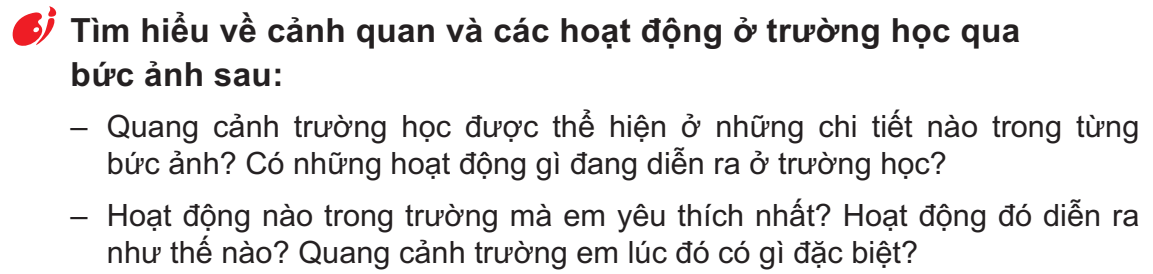 Tìm hiểu về cảnh quan và các hoạt động ở trường học qua
bức ảnh sau:
– Quang cảnh trường học được thể hiện ở những chi tiết nào trong từng
bức ảnh? Có những hoạt động gì đang diễn ra ở trường học?
– Hoạt động nào trong trường mà em yêu thích nhất? Hoạt động đó diễn ra
như thế nào? Quang cảnh trường em lúc đó có gì đặc biệt?